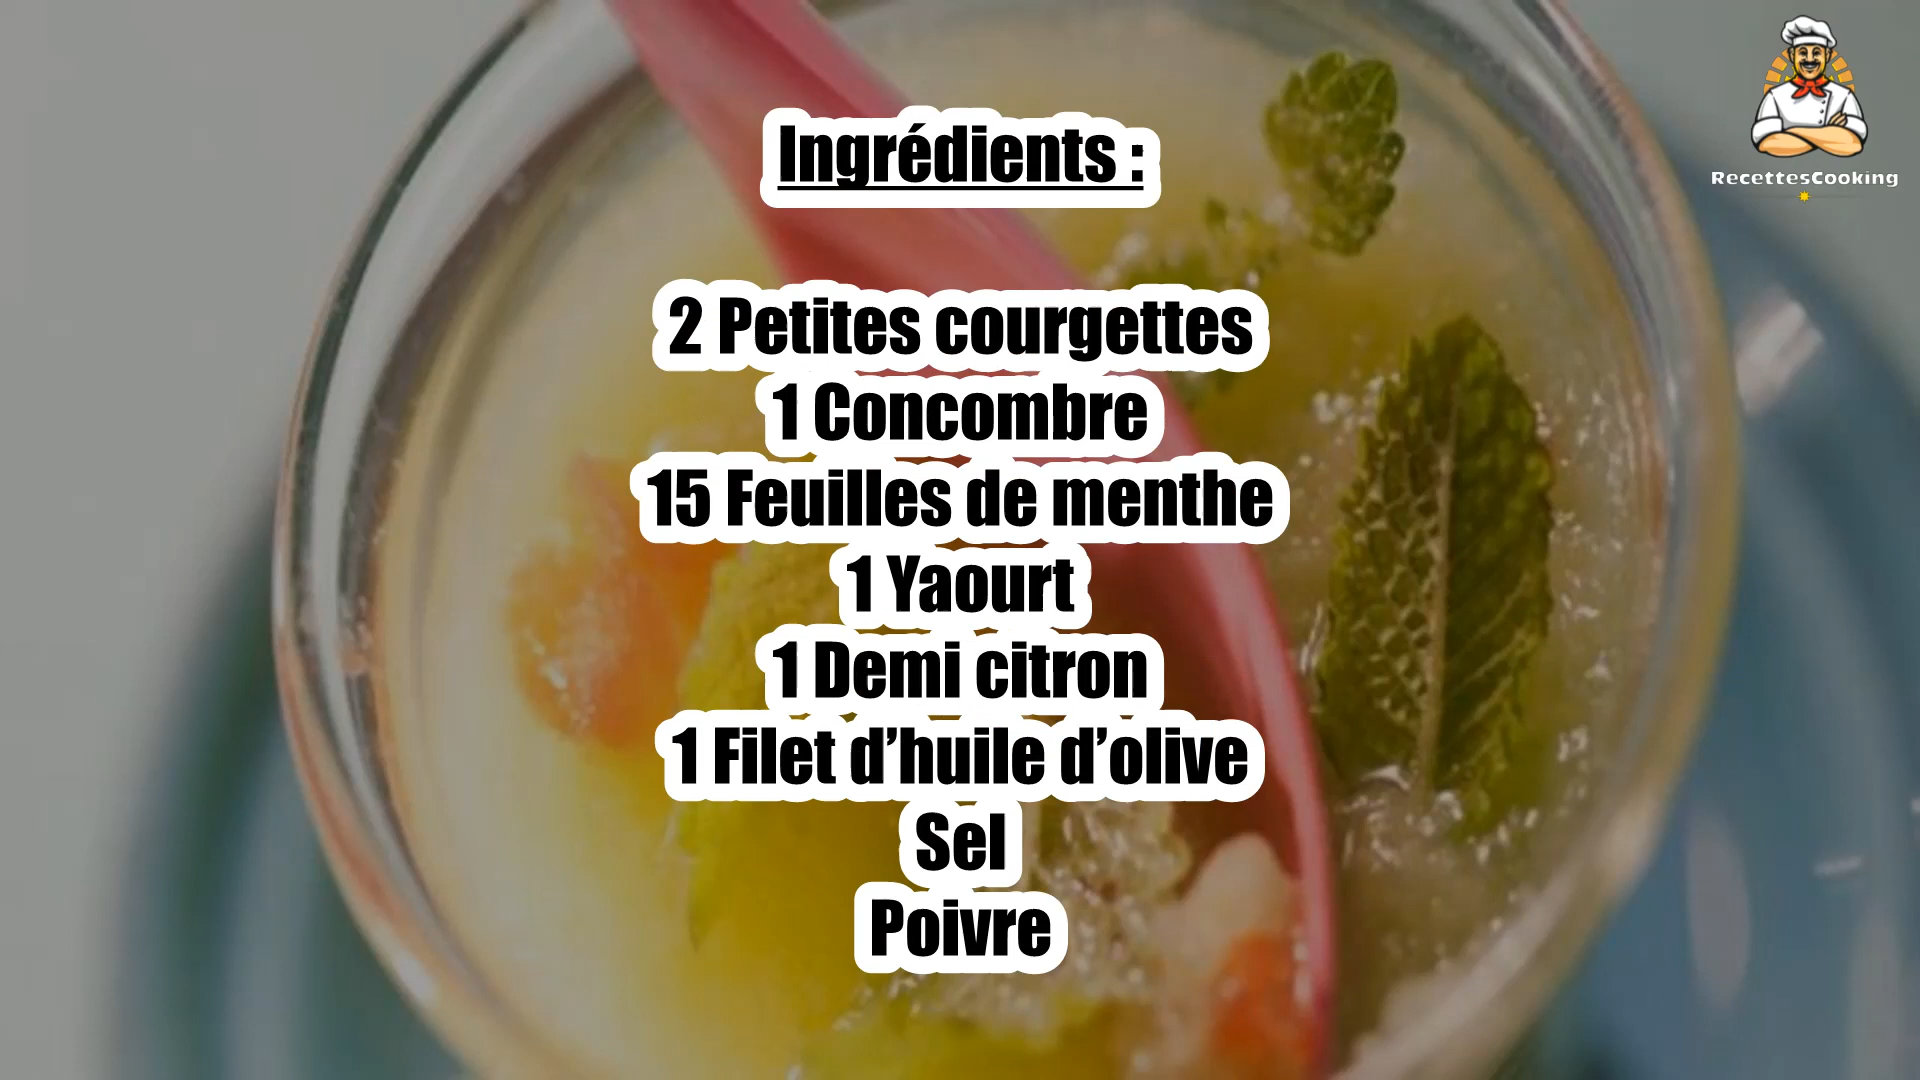 Ingrédients :
2 Petites courgettes
1 Concombre
15 Feuilles de menthe
1 Yaourt
1 Demi citron
1 Filet d’huile d’olive
Sel
Poivre
RecettesCooking